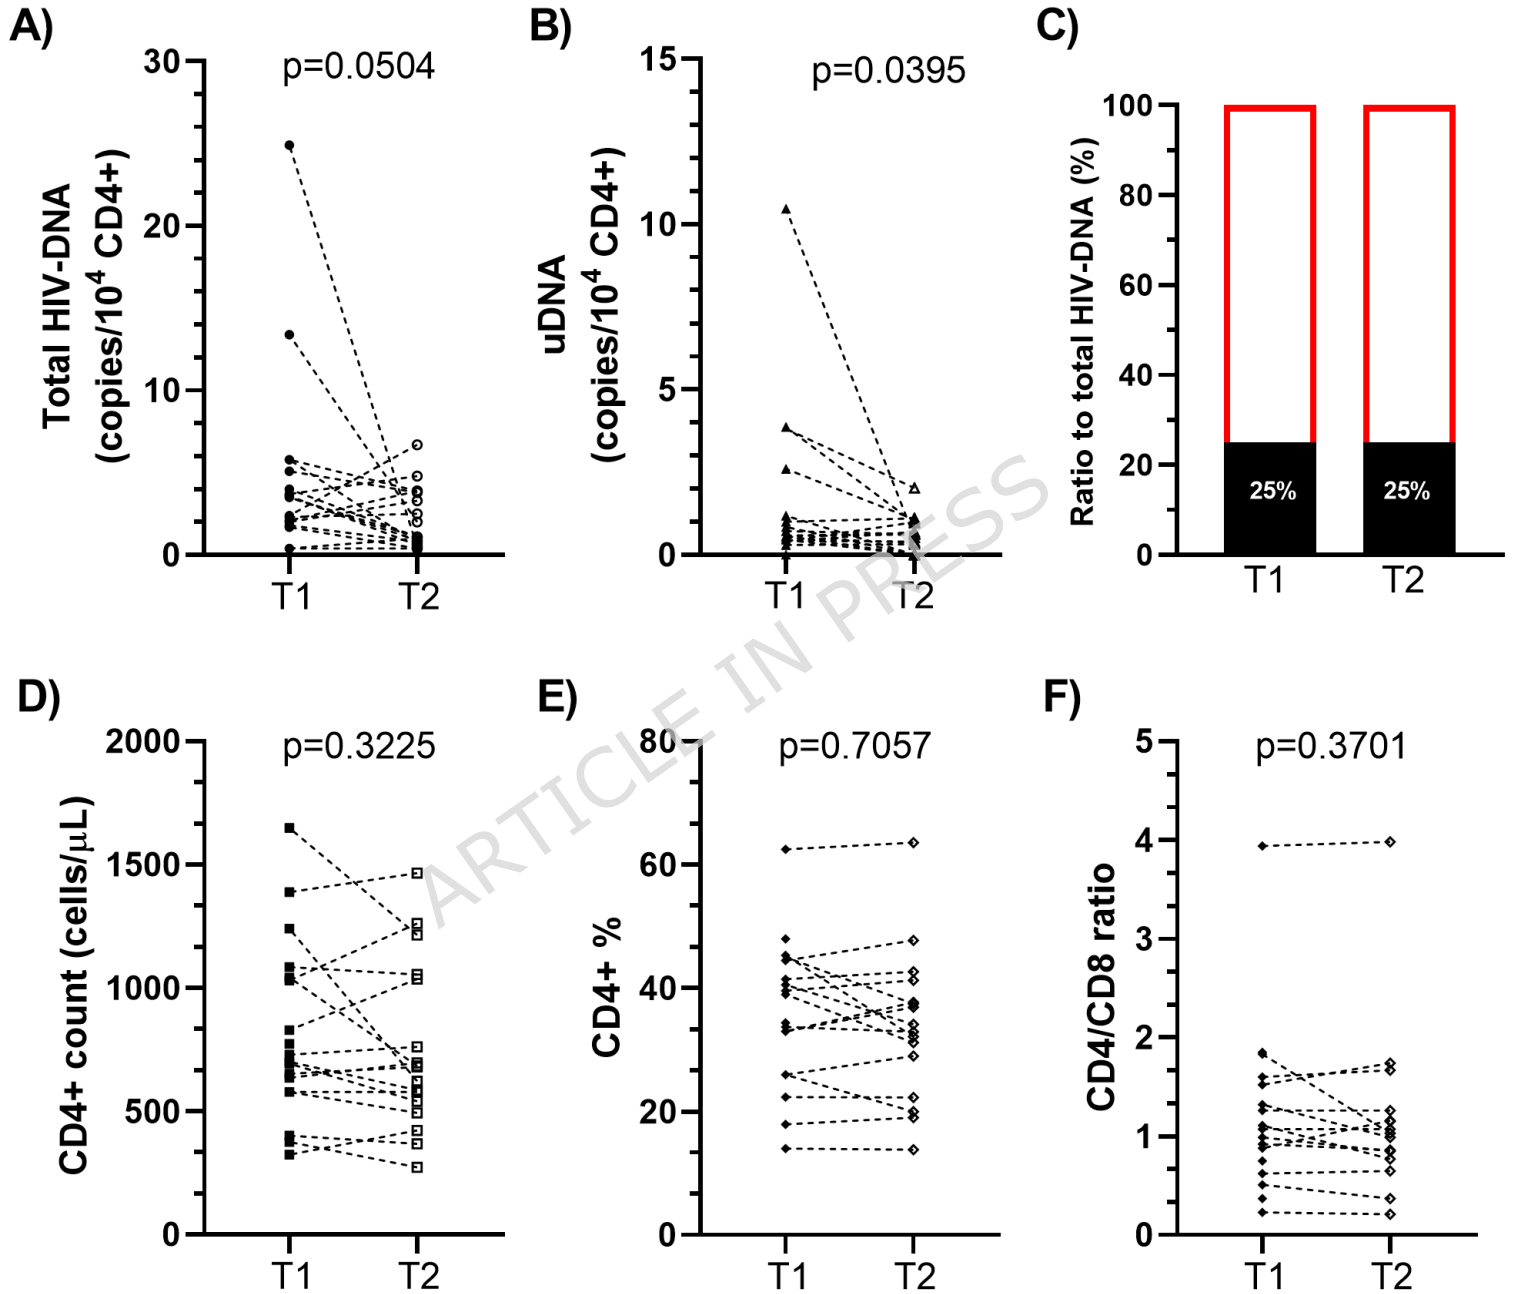 A)
p=0.0504
Total HIV-DNA
(copies/10⁴ CD4+)
30
20
10
0
T1 T2
B)
p=0.0395
uDNA
(copies/10⁴ CD4+)
15
10
5
0
T1 T2
C)
Ratio to total HIV-DNA (%)
100
80
60
40
20
0
25% 25%
T1 T2
D)
p=0.3225
CD4+ count (cells/μL)
2000
1500
1000
500
0
T1 T2
E)
p=0.7057
CD4+ %
80
60
40
20
0
T1 T2
F)
p=0.3701
CD4/CD8 ratio
5
4
3
2
1
0
T1 T2
ARTICLE IN PRESS